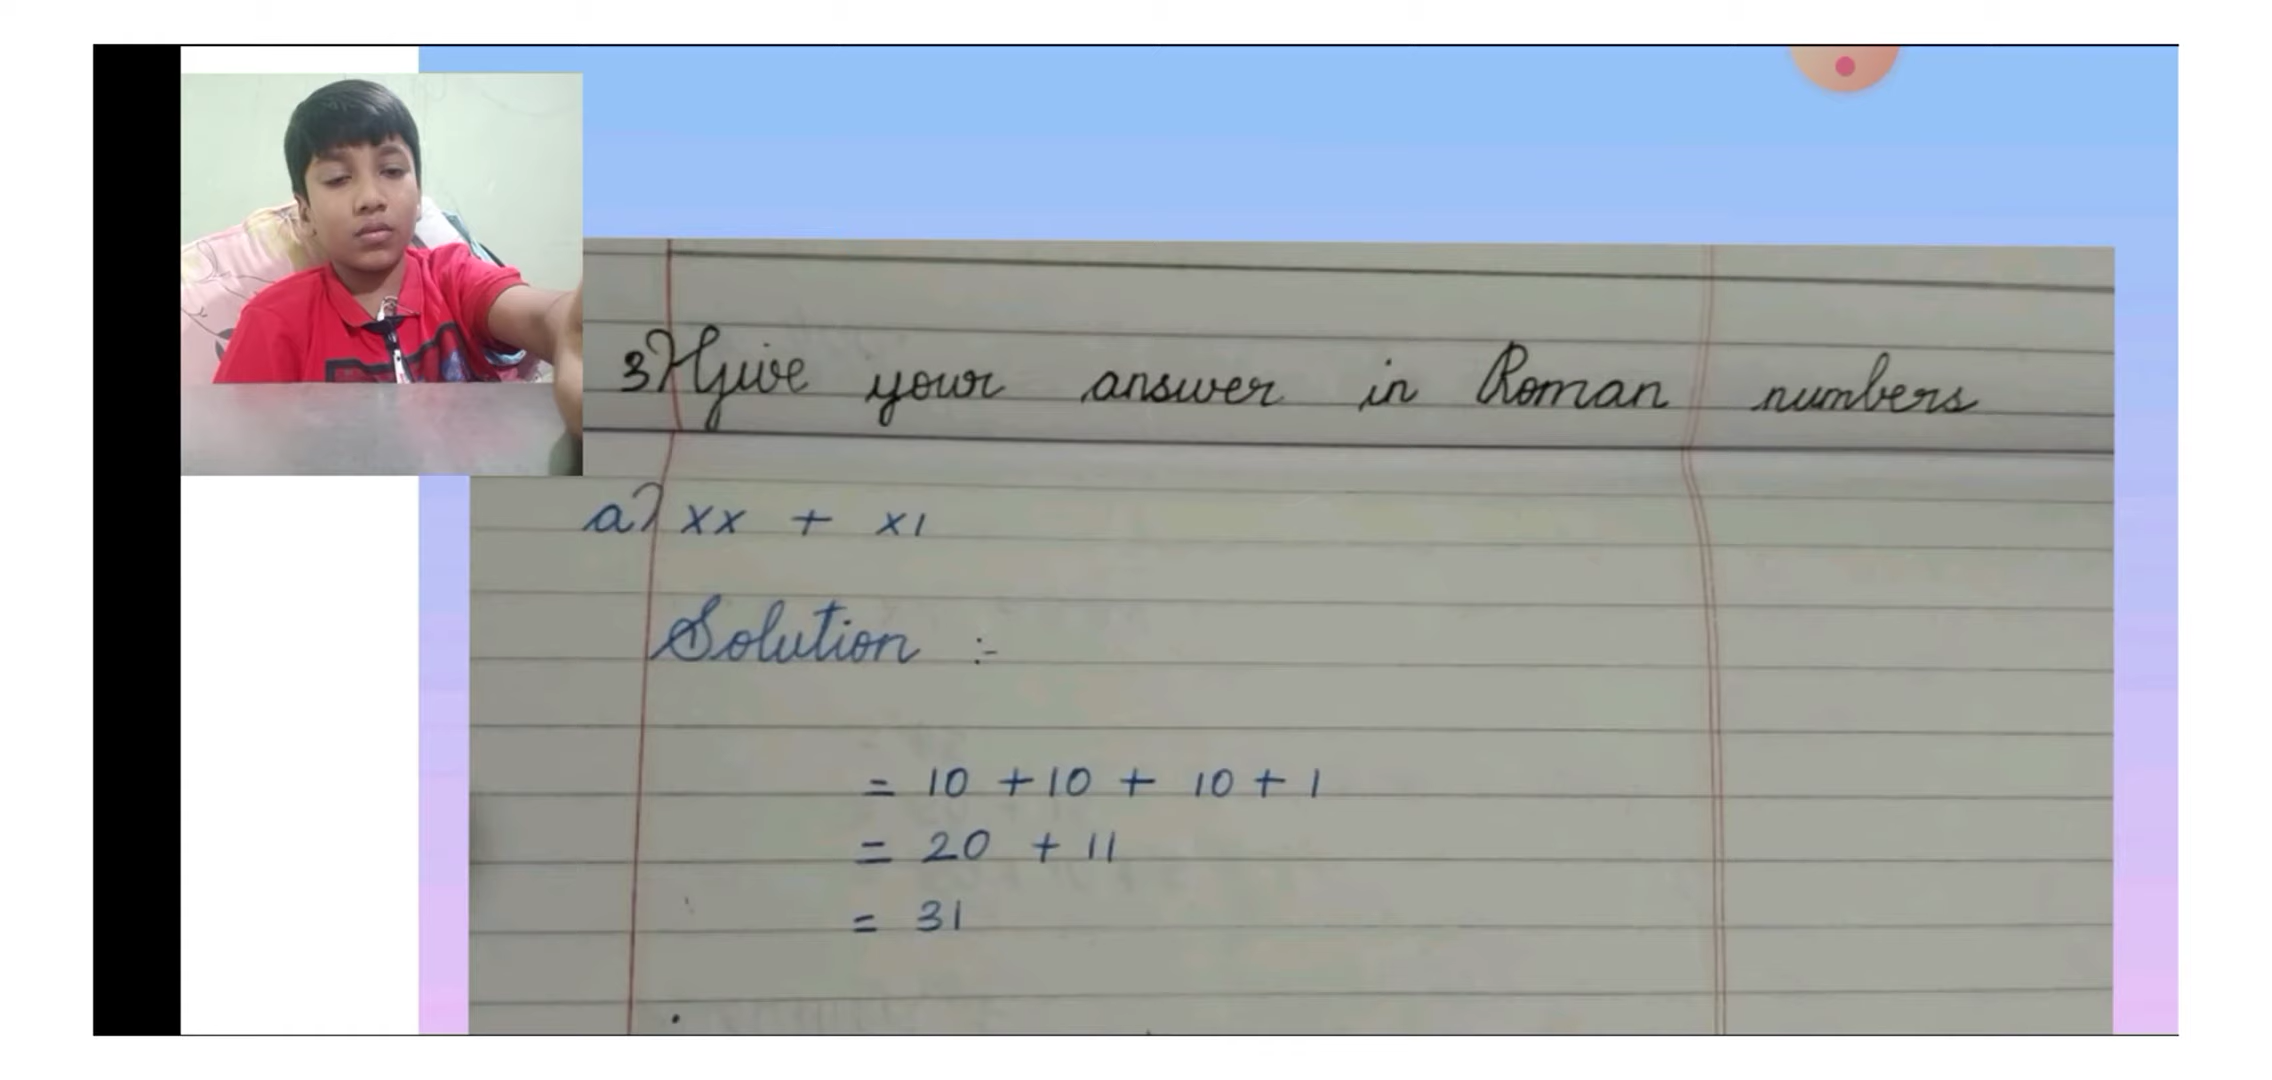 3) Give your answer in Roman numbers
a) XX + XI
Solution :-
= 10 + 10 + 10 + 1
= 20 + 11
= 31